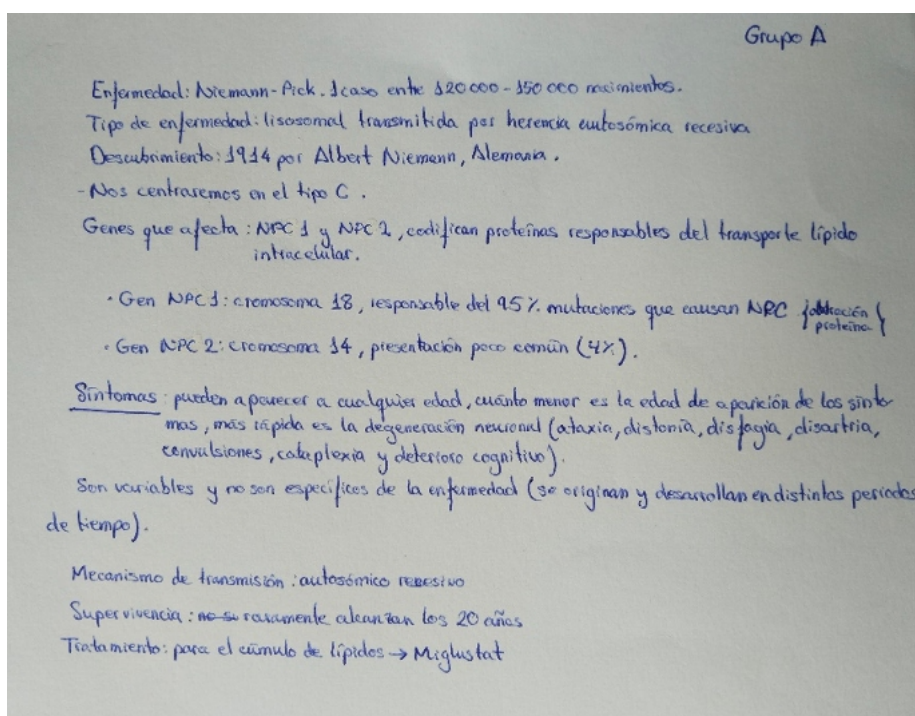 Grupo A
Enfermedad: Niemann-Pick. 1 caso entre 120 000 - 150 000 nacimientos.
Tipo de enfermedad: lisosomal transmitida por herencia autosómica recesiva
Descubrimiento: 1914 por Albert Niemann, Alemania.
- Nos centraremos en el tipo C.
Genes que afecta: NPC 1 y NPC 2, codifican proteínas responsables del transporte lípido
intracelular.
· Gen NPC 1: cromosoma 18, responsable del 95% mutaciones que causan NPC
proteína
· Gen NPC 2: cromosoma 14, presentación poco común (4%).
Síntomas: pueden aparecer a cualquier edad, cuánto menor es la edad de aparición de los sínto
mas, más rápida es la degeneración neuronal (ataxia, distonía, disfagia, disartria,
convulsiones, cataplexia y deterioro cognitivo).
Son variables y no son específicos de la enfermedad (se originan y desarrollan en distintos periodos
de tiempo).
Mecanismo de transmisión: autosómico recesivo
Supervivencia: raramente alcanzan los 20 años
Tratamiento: para el cúmulo de lípidos → Miglustat